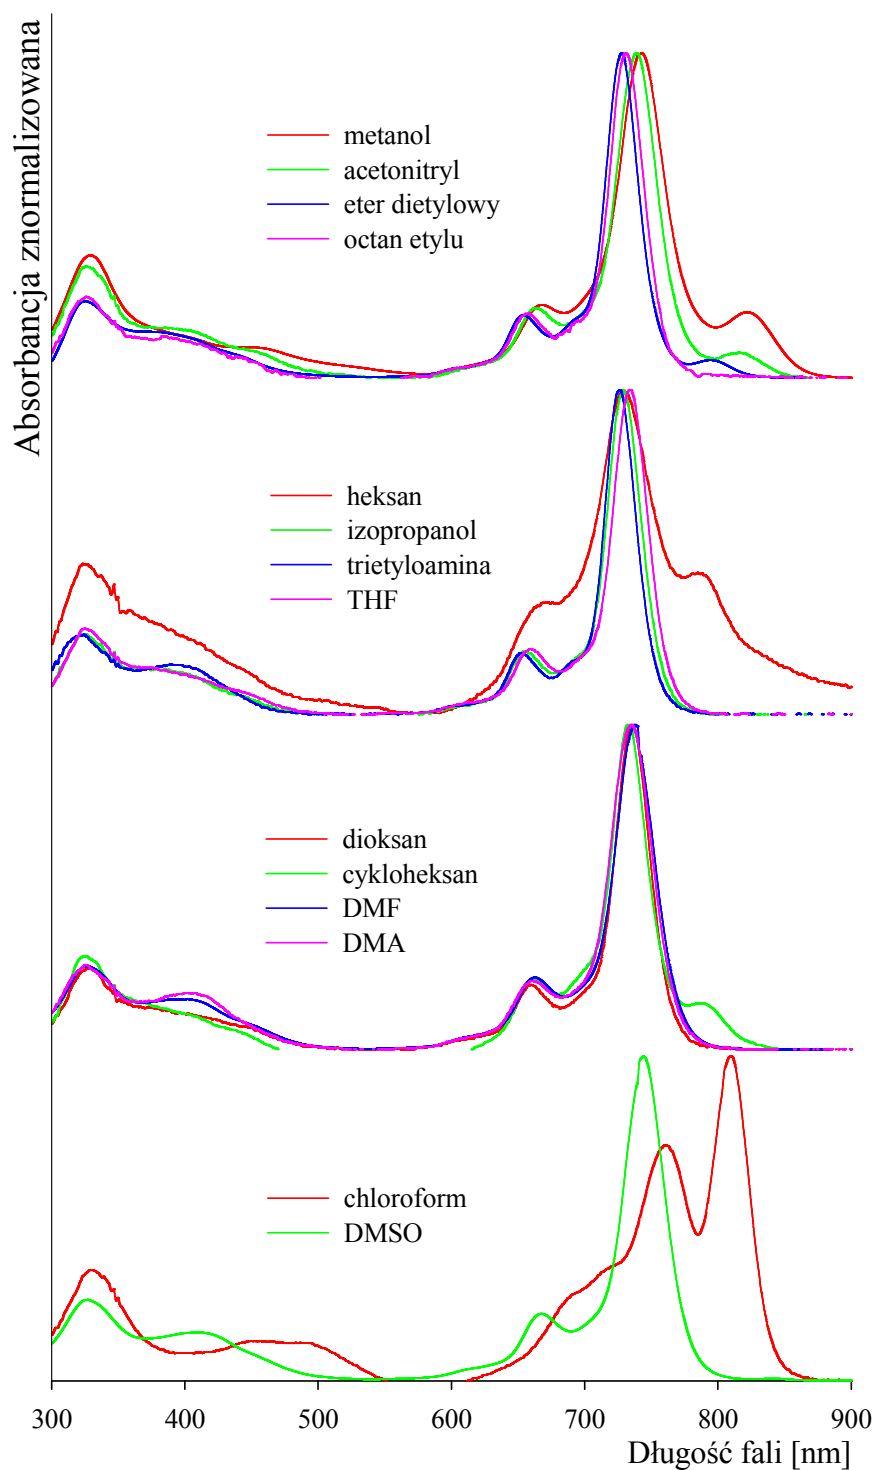 Absorbancja znormalizowana
metanol
acetonitryl
eter dietylowy
octan etylu
heksan
izopropanol
trietyloamina
THF
dioksan
cykloheksan
DMF
DMA
chloroform
DMSO
300 400 500 600 700 800 900
Długość fali [nm]